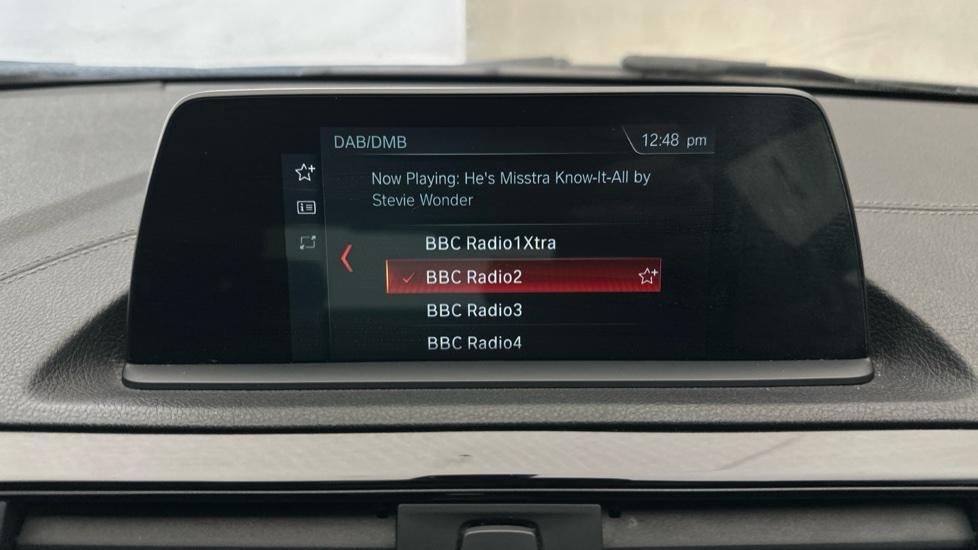 DAB/DMB
12:48 pm
Now Playing: He's Misstra Know-It-All by
Stevie Wonder
BBC Radio1Xtra
BBC Radio2
BBC Radio3
BBC Radio4